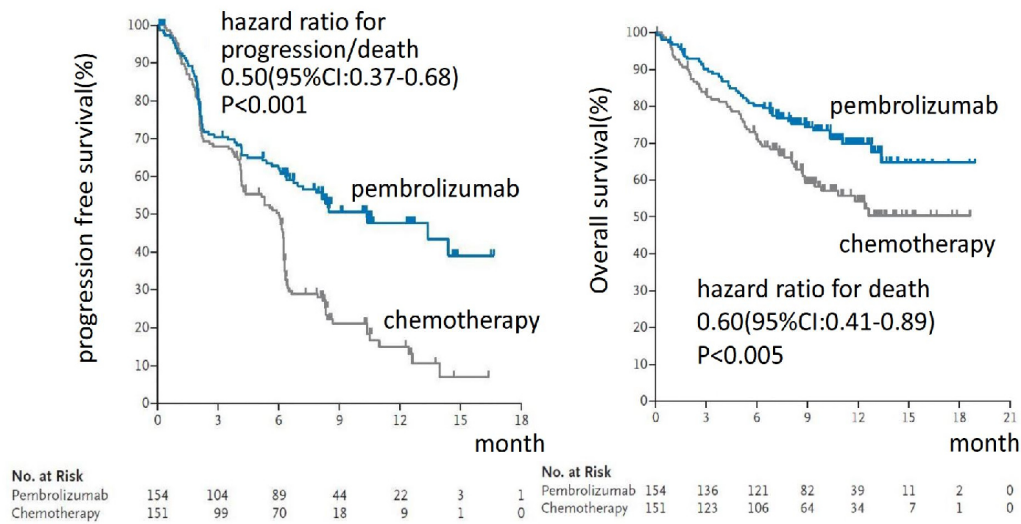 hazard ratio for
progression/death
0.50(95%CI:0.37-0.68)
P<0.001
progression free survival(%)
100
90
80
70
60
50
40
30
20
10
0
pembrolizumab
chemotherapy
0 3 6 9 12 15 18
month
No. at Risk
Pembrolizumab 154 104 89 44 22 3 1
Chemotherapy 151 99 70 18 9 1 0
Overall survival(%)
100
90
80
70
60
50
40
30
20
10
0
pembrolizumab
chemotherapy
hazard ratio for death
0.60(95%CI:0.41-0.89)
P<0.005
0 3 6 9 12 15 18 21
month
No. at Risk
Pembrolizumab 154 136 121 82 39 11 2 0
Chemotherapy 151 123 106 64 34 7 1 0